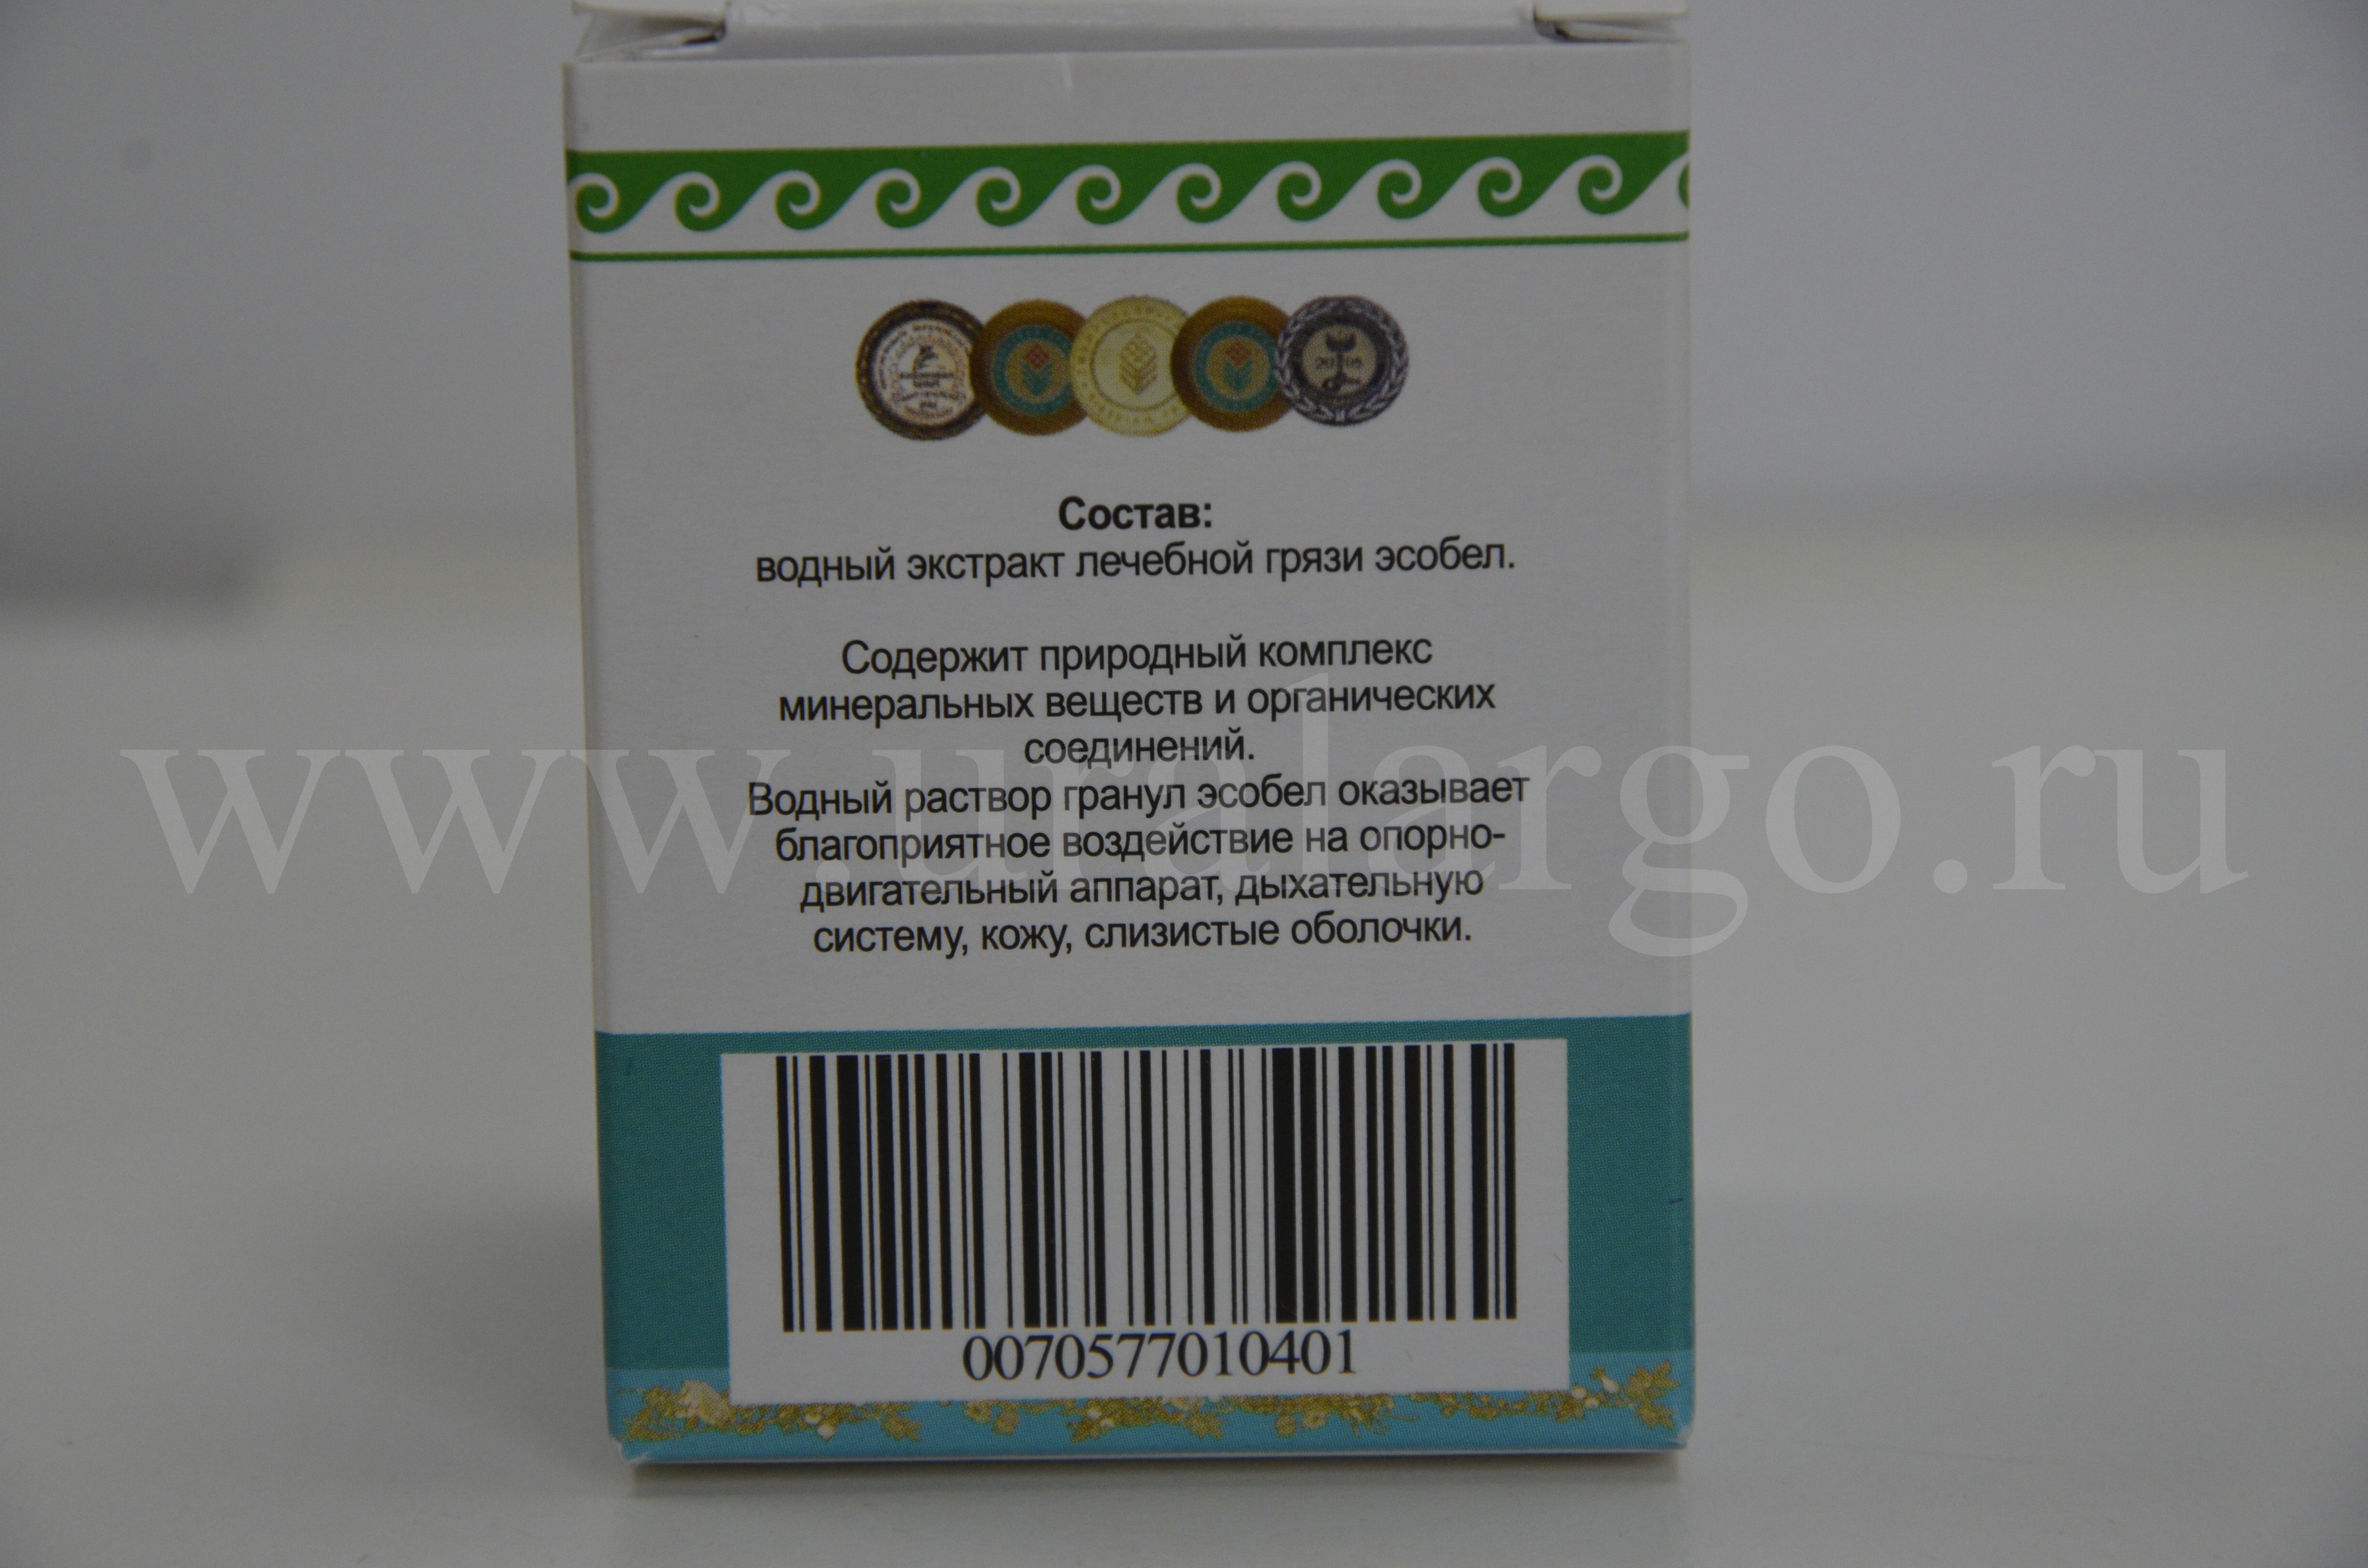 Состав:
водный экстракт лечебной грязи эсобел.
Содержит природный комплекс
минеральных веществ и органических
соединений.
Водный раствор гранул эсобел оказывает
благоприятное воздействие на опорно-
двигательный аппарат, дыхательную
систему, кожу, слизистые оболочки.
www.uralargo.ru
0070577010401